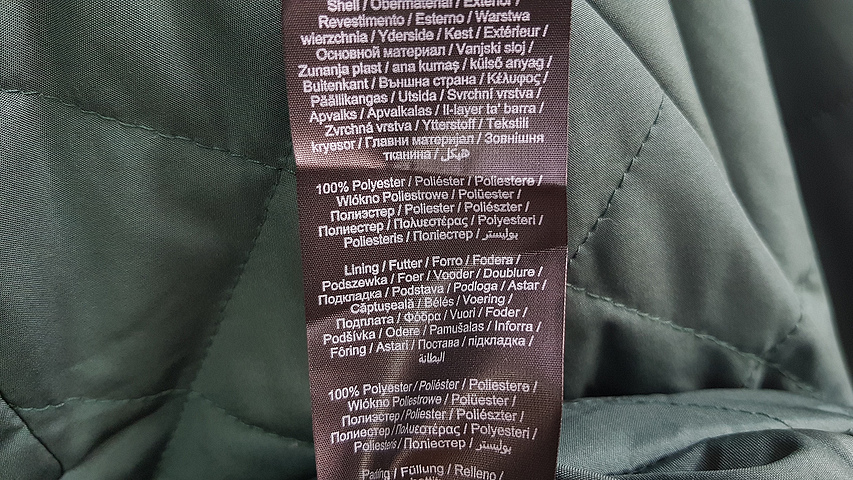 Shell / Obermaterial / Exterior /
Revestimento / Esterno / Warstwa
wierzchnia / Yderside / Kest / Extérieur /
Основной материал / Vanjski sloj /
Zunanja plast / ana kumaş / külső anyag /
Buitenkant / Външна страна / Κέλυφος /
Päällikangas / Utsida / Svrchní vrstva /
Apvalks / Apvalkalas / Il-layer ta' barra /
Zvrchná vrstva / Ytterstoff / Tekstili
kryesor / Главни материјал / Зовнішня
тканина / هيكل
100% Polyester / Poliéster / Poliestere /
Włókno Poliestrowe / Polüester /
Полиэстер / Poliester / Poliészter /
Полиестер / Πολυεστέρας / Polyesteri /
Poliesteris / Поліестер / بوليستر
Lining / Futter / Forro / Fodera /
Podszewka / Foer / Vooder / Doublure /
Подкладка / Podstava / Podloga / Astar /
Căptușeală / Bélés / Voering /
Подплата / Φόδρα / Vuori / Foder /
Podšívka / Odere / Pamušalas / Inforra /
Fôring / Astari / Постава / підкладка /
البطانة
100% Polyester / Poliéster / Poliestere /
Włókno Poliestrowe / Polüester /
Полиэстер / Poliester / Poliészter /
Полиестер / Πολυεστέρας / Polyesteri /
Poliesteris / Поліестер / بوليستر
/ Füllung / Relleno /